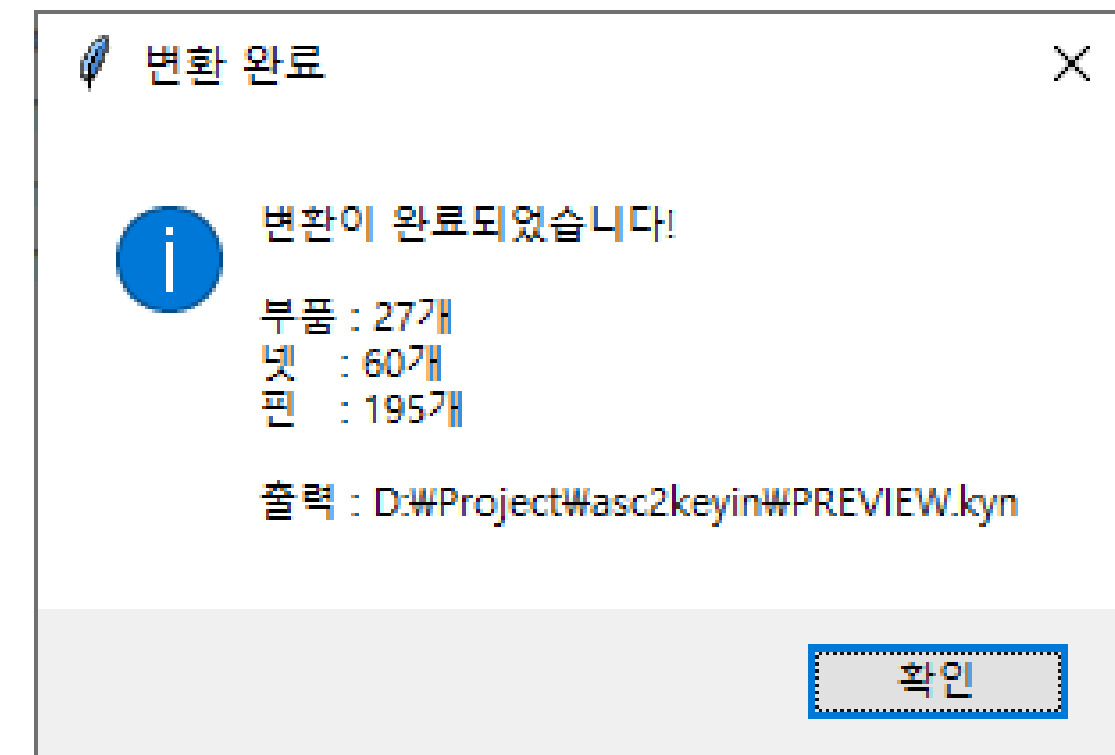 변환 완료
변환이 완료되었습니다!
부품 : 27개
넷 : 60개
핀 : 195개
출력 : D:₩Project₩asc2keyin₩PREVIEW.kyn
확인